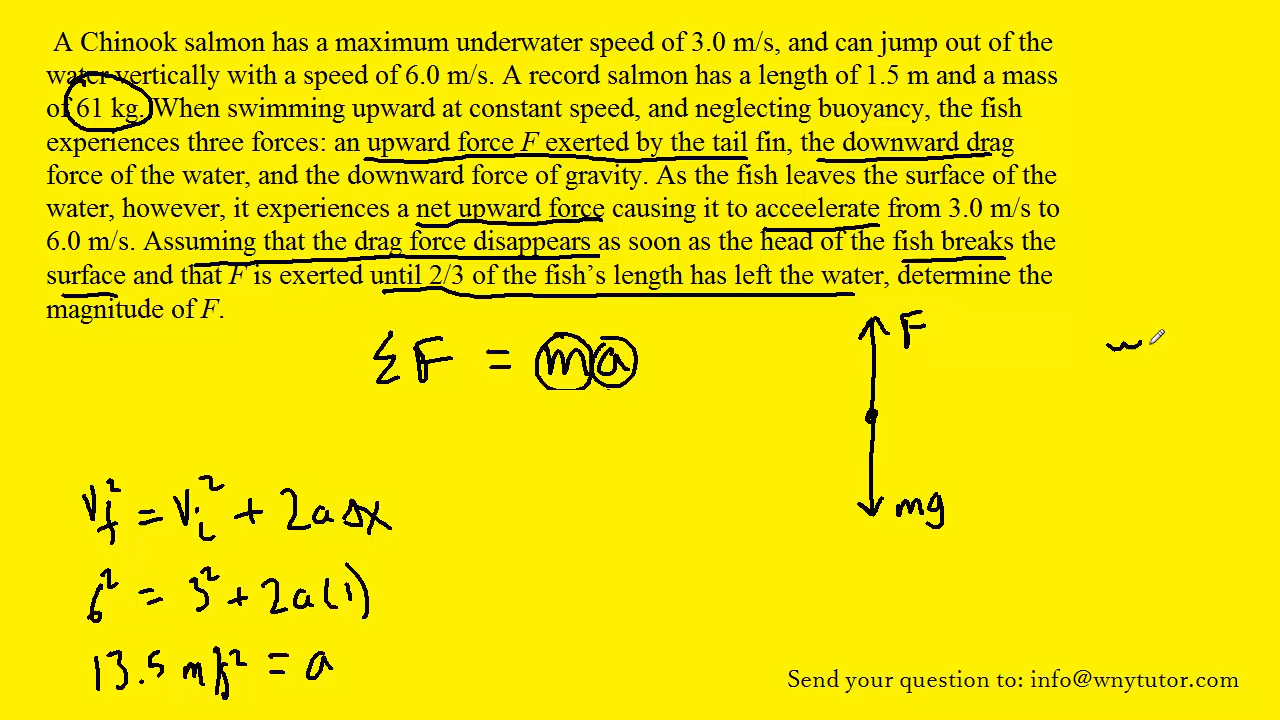 A Chinook salmon has a maximum underwater speed of 3.0 m/s, and can jump out of the
water vertically with a speed of 6.0 m/s. A record salmon has a length of 1.5 m and a mass
of 61 kg. When swimming upward at constant speed, and neglecting buoyancy, the fish
experiences three forces: an upward force F exerted by the tail fin, the downward drag
force of the water, and the downward force of gravity. As the fish leaves the surface of the
water, however, it experiences a net upward force causing it to acceelerate from 3.0 m/s to
6.0 m/s. Assuming that the drag force disappears as soon as the head of the fish breaks the
surface and that F is exerted until 2/3 of the fish's length has left the water, determine the
magnitude of F.
ΣF = ma
F
mg
Vf² = Vi² + 2aΔx
6² = 3² + 2a(1)
13.5 m/s² = a
Send your question to: info@wnytutor.com